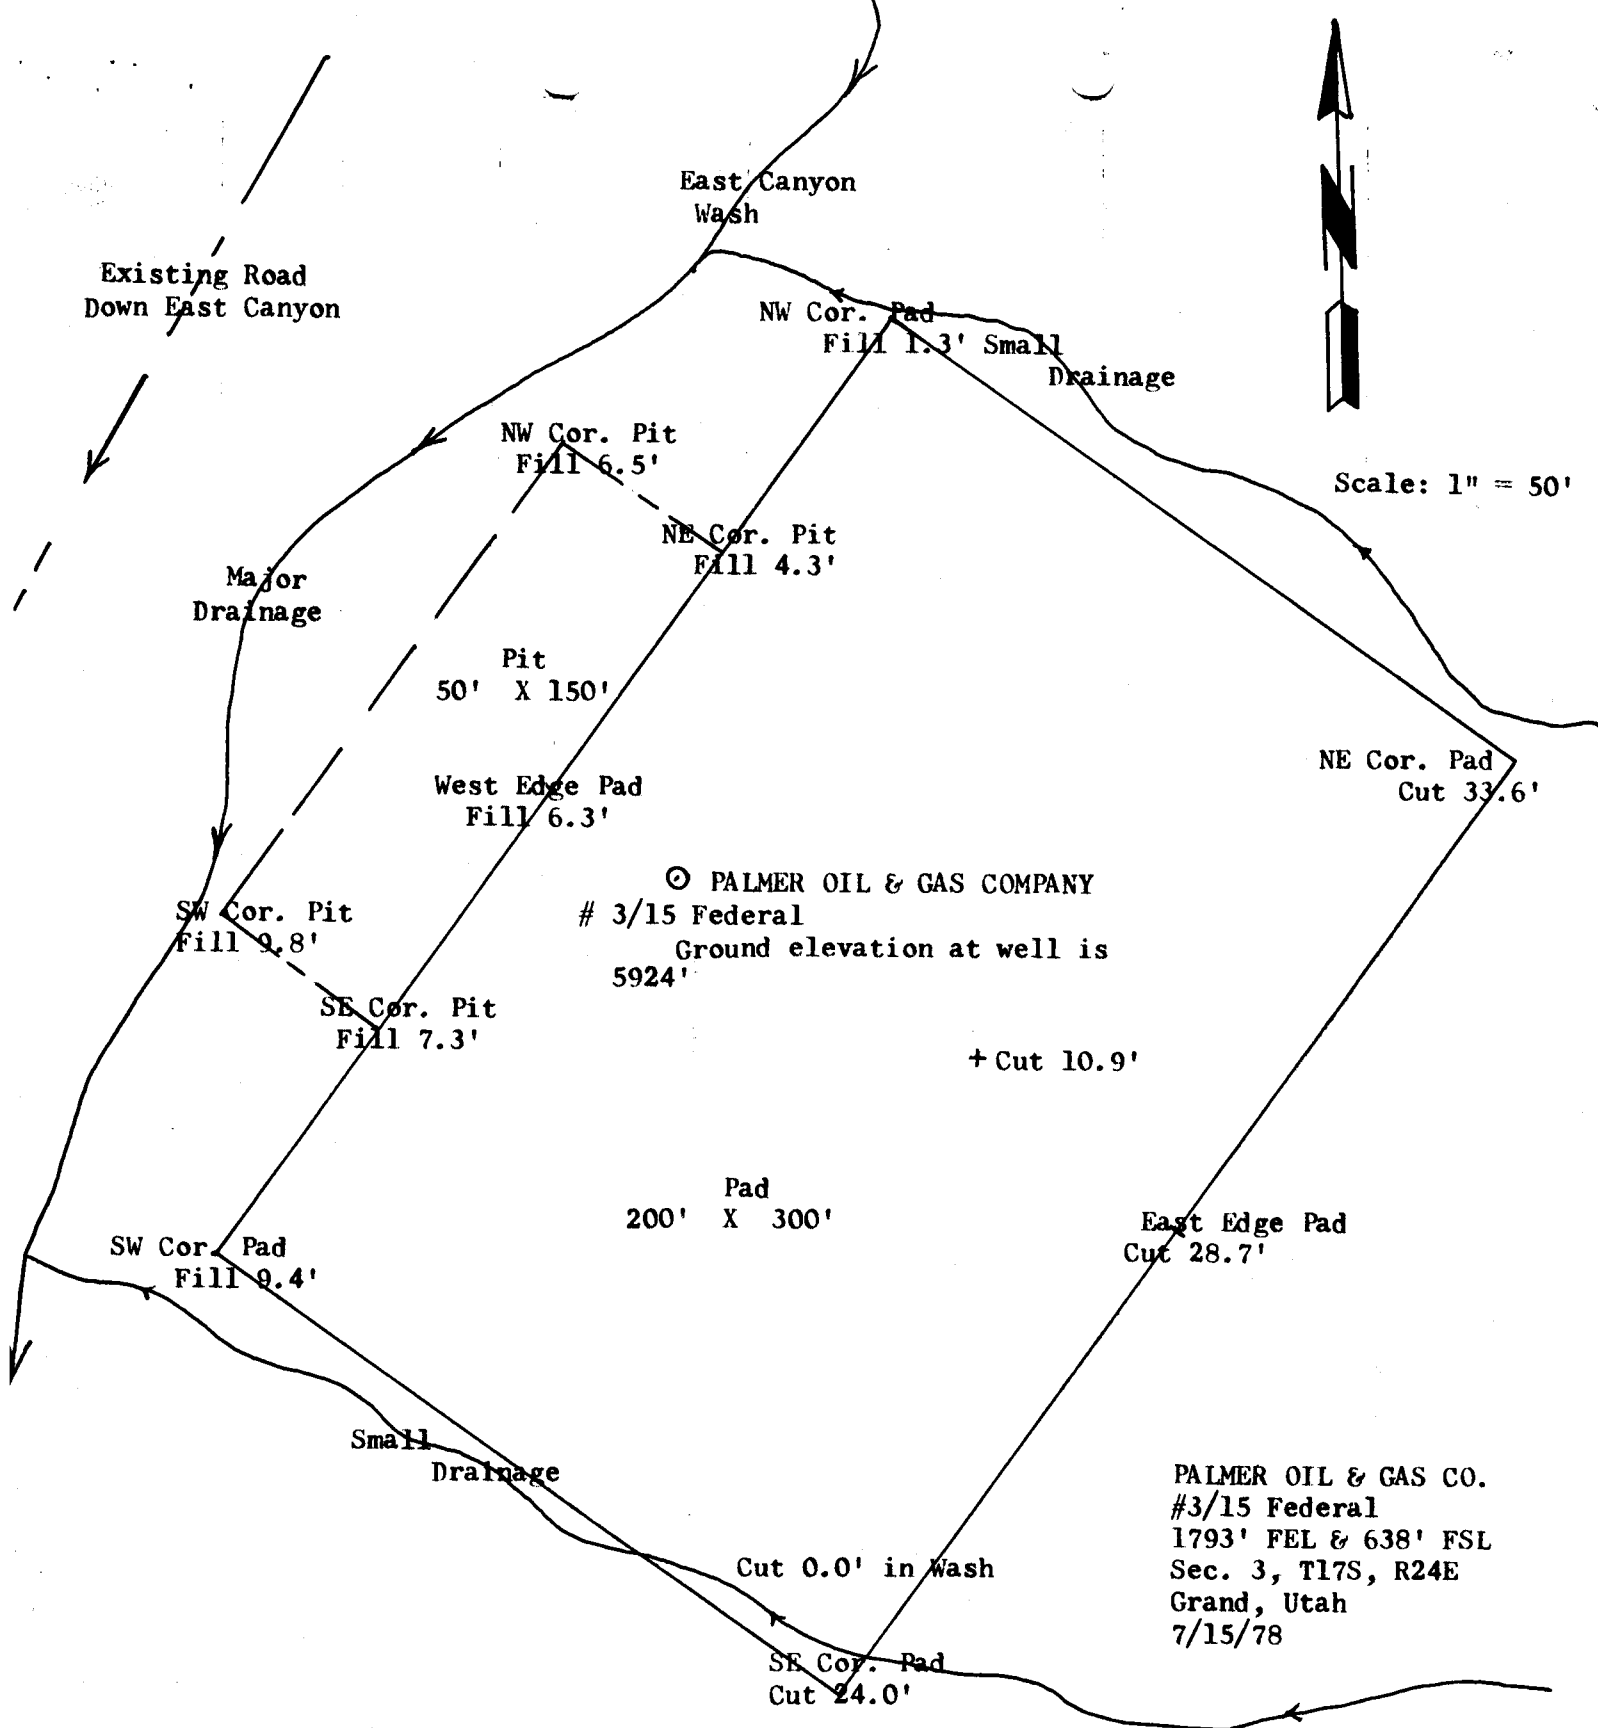 East Canyon
Wash
Existing Road
Down East Canyon
N
NW Cor. Pad
Fill 1.3' Small
Drainage
NW Cor. Pit
Fill 6.5'
Scale: 1" = 50'
NE Cor. Pit
Fill 4.3'
Major
Drainage
Pit
50' X 150'
West Edge Pad
Fill 6.3'
NE Cor. Pad
Cut 33.6'
PALMER OIL & GAS COMPANY
# 3/15 Federal
Ground elevation at well is
5924'
SW Cor. Pit
Fill 9.8'
SE Cor. Pit
Fill 7.3'
+ Cut 10.9'
Pad
200' X 300'
East Edge Pad
Cut 28.7'
SW Cor. Pad
Fill 9.4'
Small
Drainage
Cut 0.0' in Wash
SE Cor. Pad
Cut 24.0'
PALMER OIL & GAS CO.
#3/15 Federal
1793' FEL & 638' FSL
Sec. 3, T17S, R24E
Grand, Utah
7/15/78